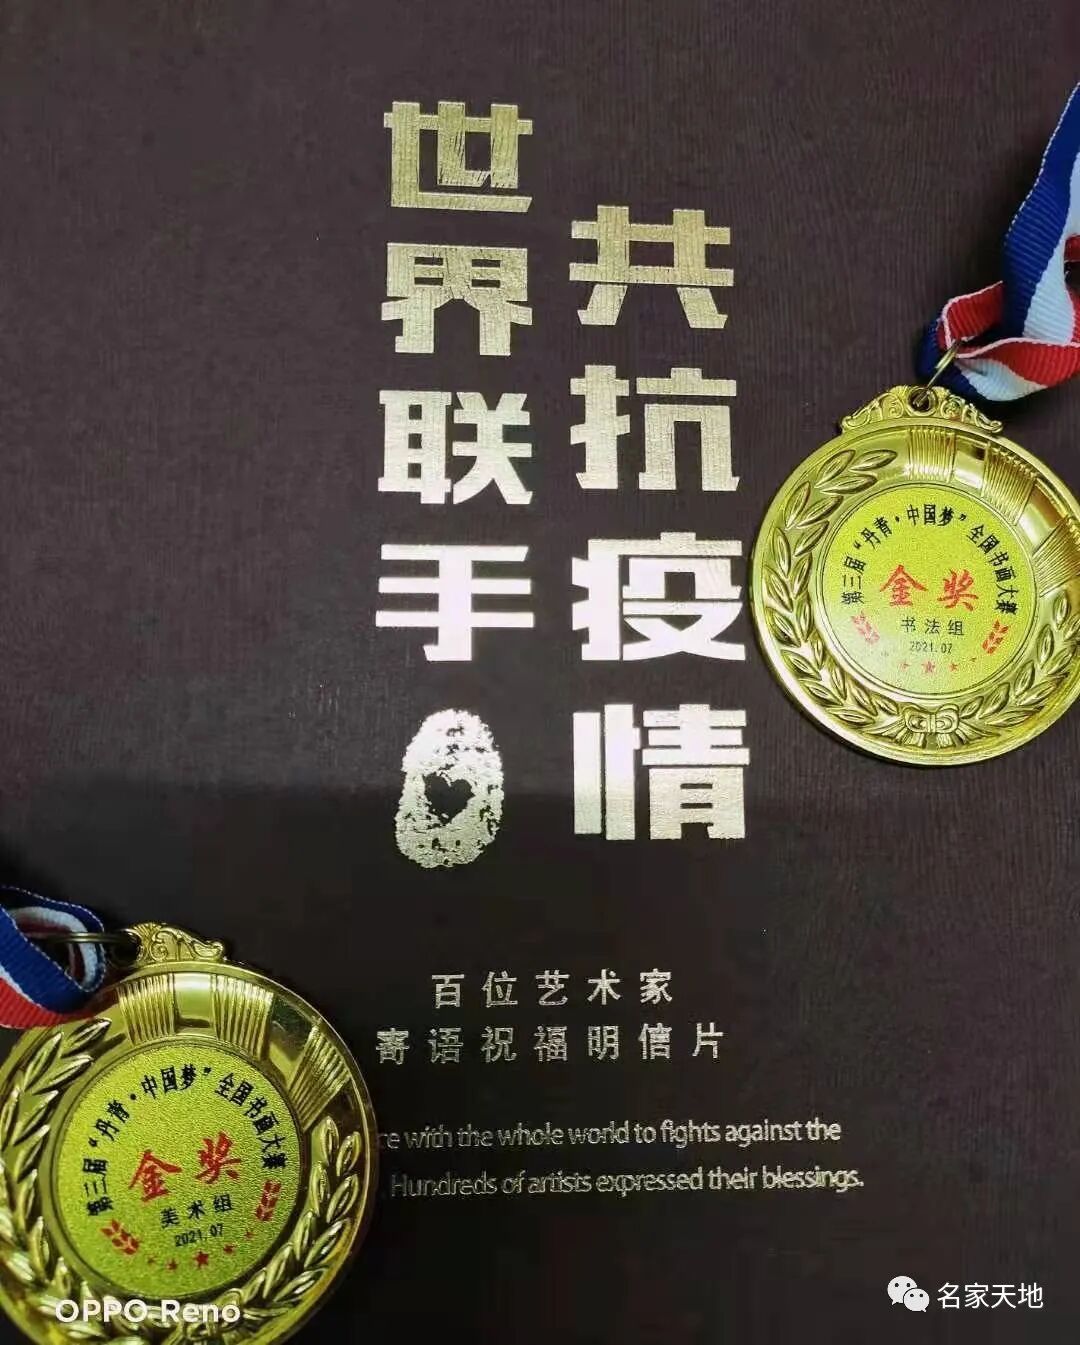 世界联手
共抗疫情
百位艺术家
寄语祝福明信片
ce with the whole world to fights against the
Hundreds of artists expressed their blessings.
第三届“丹青·中国梦”全国书画大赛
金奖
书法组
2021.07
第三届“丹青·中国梦”全国书画大赛
金奖
美术组
2021.07
OPPO Reno
名家天地